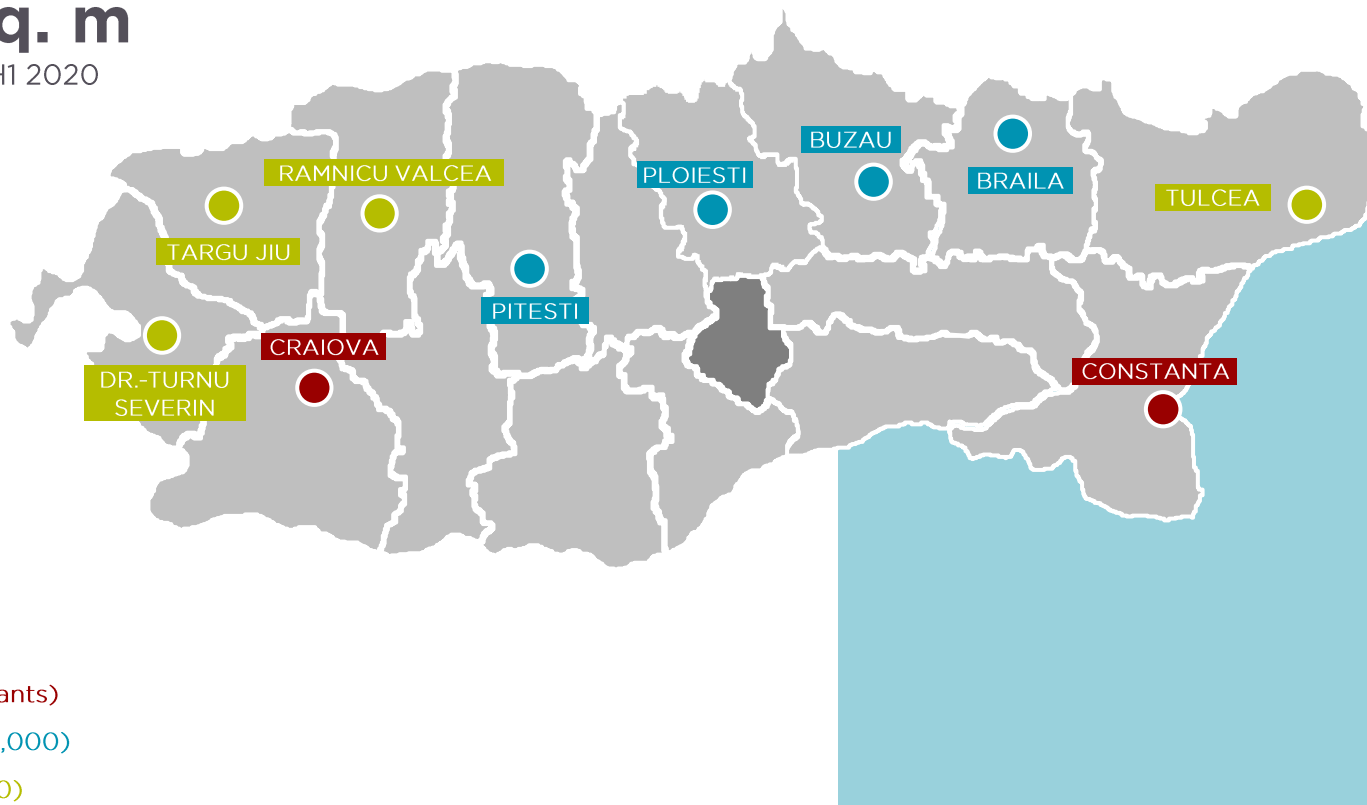 q. m
H1 2020
BUZAU
RAMNICU VALCEA
PLOIESTI
BRAILA
TULCEA
TARGU JIU
PITESTI
CRAIOVA
CONSTANTA
DR.-TURNU
SEVERIN
ants)
,000)
0)